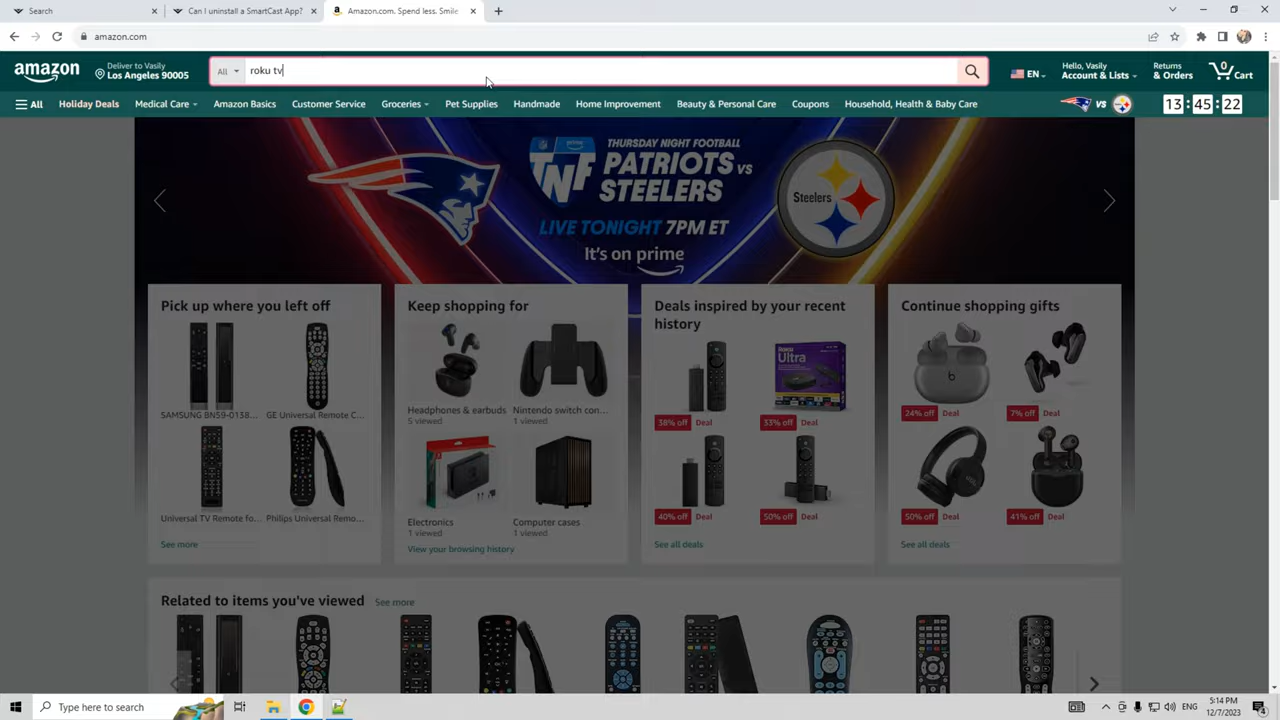 Search
Can I uninstall a SmartCast App?
Amazon.com. Spend less. Smile
amazon.com
amazon
Deliver to Vasily
Los Angeles 90005
All
roku tv
EN
Hello, Vasily
Account & Lists
Returns
& Orders
0
Cart
All
Holiday Deals
Medical Care
Amazon Basics
Customer Service
Groceries
Pet Supplies
Handmade
Home Improvement
Beauty & Personal Care
Coupons
Household, Health & Baby Care
VS
13:45:22
prime
TNF
THURSDAY NIGHT FOOTBALL
PATRIOTS VS
STEELERS
LIVE TONIGHT 7PM ET
It's on prime
Steelers
Pick up where you left off
SAMSUNG BN59-0138...
GE Universal Remote C...
Universal TV Remote fo...
Philips Universal Remo...
See more
Keep shopping for
Headphones & earbuds
5 viewed
Nintendo switch con...
1 viewed
Electronics
1 viewed
Computer cases
1 viewed
View your browsing history
Deals inspired by your recent
history
Roku
Ultra
38% off Deal
33% off Deal
40% off Deal
50% off Deal
See all deals
Continue shopping gifts
24% off Deal
7% off Deal
50% off Deal
41% off Deal
See all deals
Related to items you've viewed
See more
Type here to search
ENG
5:14 PM
12/7/2023
4